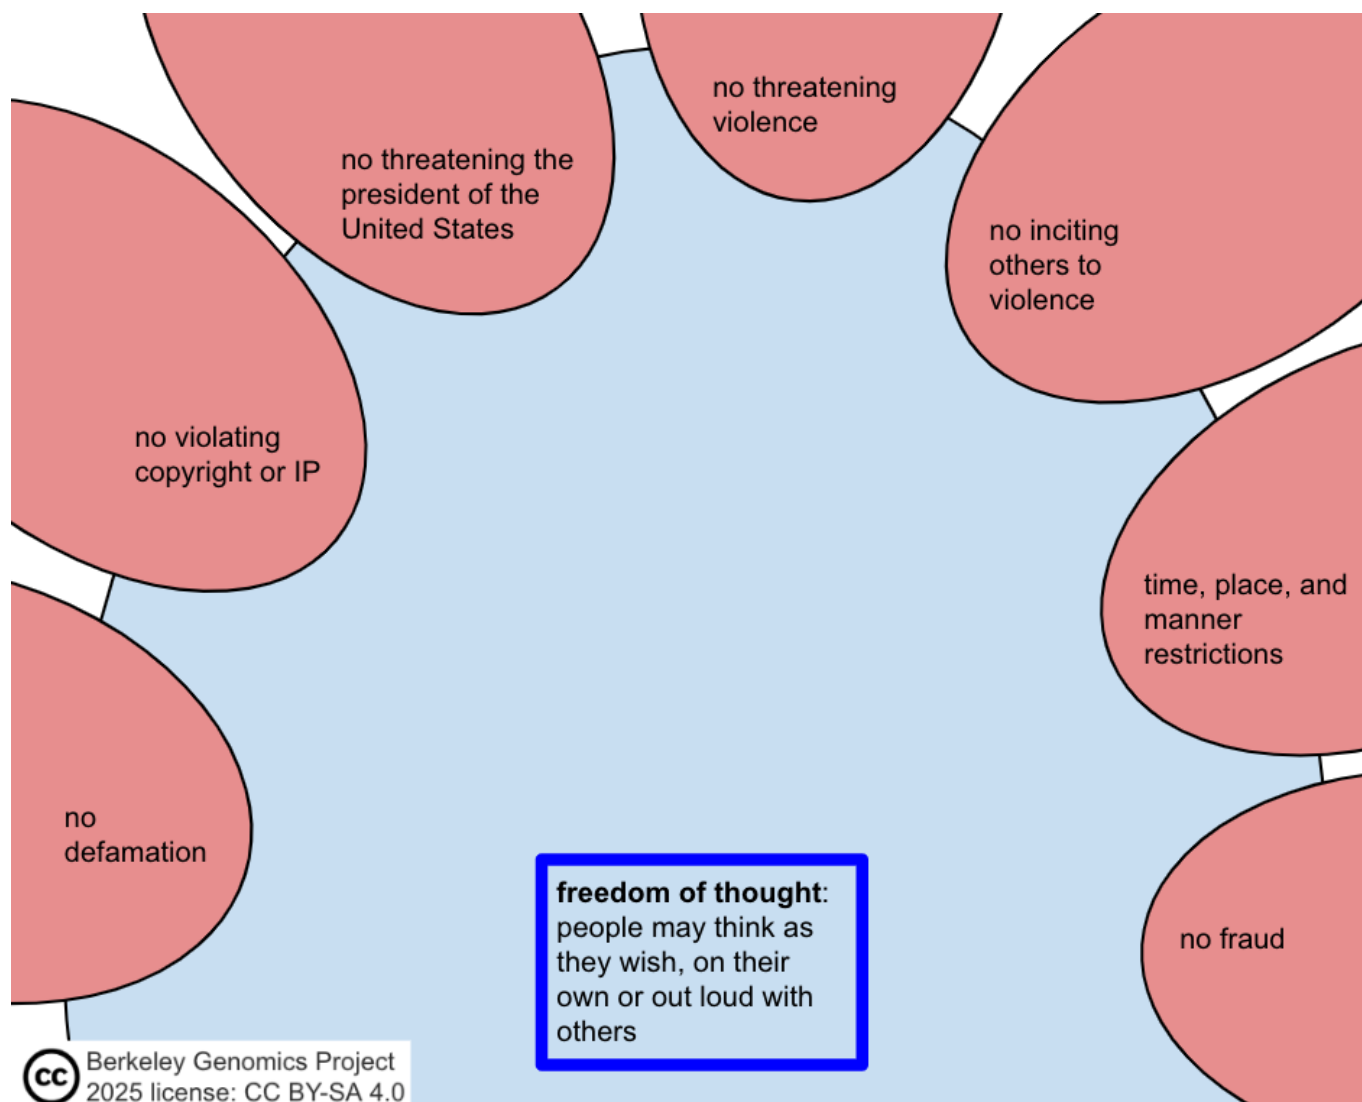 no threatening
violence
no threatening the
president of the
United States
no inciting
others to
violence
no violating
copyright or IP
time, place, and
manner
restrictions
no
defamation
freedom of thought:
people may think as
they wish, on their
own or out loud with
others
no fraud
cc
Berkeley Genomics Project
2025 license: CC BY-SA 4.0